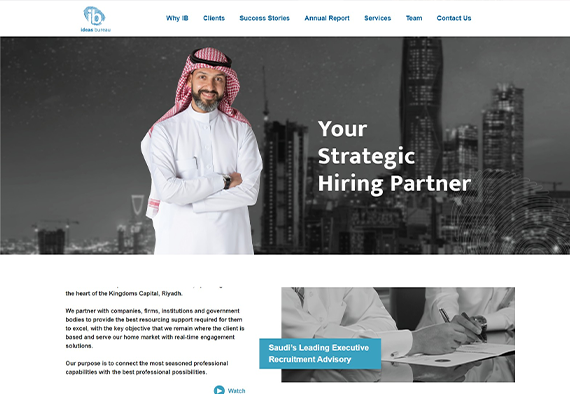 ib
ideas bureau
Why IB Clients Success Stories Annual Report Services Team Contact Us
Your
Strategic
Hiring Partner
the heart of the Kingdoms Capital, Riyadh.
We partner with companies, firms, institutions and government
bodies to provide the best resourcing support required for them
to excel, with the key objective that we remain where the client is
based and serve our home market with real-time engagement
solutions.
Our purpose is to connect the most seasoned professional
capabilities with the best professional possibilities.
Watch
Saudi's Leading Executive
Recruitment Advisory